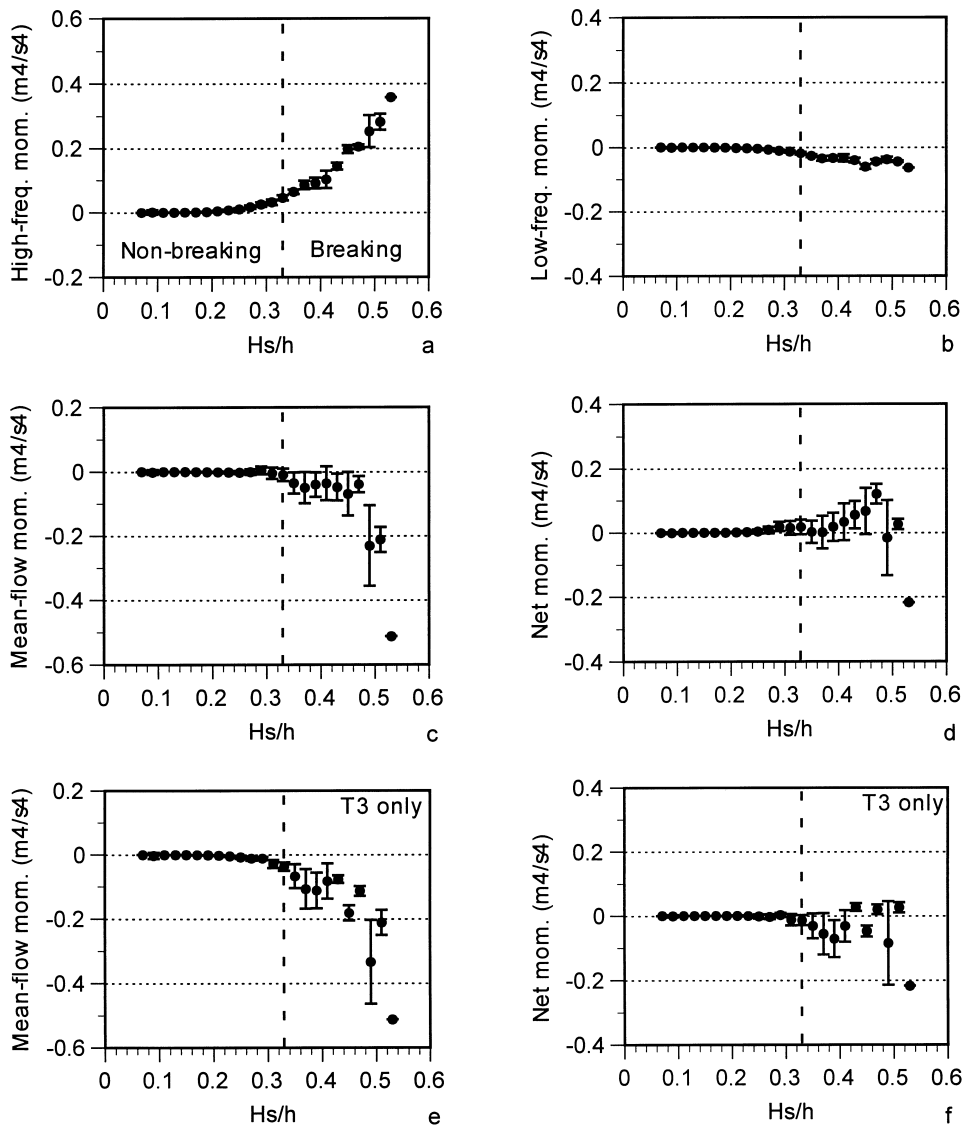 High-freq. mom. (m4/s4)
0.6
0.4
0.2
0
-0.2
Non-breaking
Breaking
0 0.1 0.2 0.3 0.4 0.5 0.6
Hs/h
a
Low-freq. mom. (m4/s4)
0.4
0.2
0
-0.2
-0.4
0 0.1 0.2 0.3 0.4 0.5 0.6
Hs/h
b
Mean-flow mom. (m4/s4)
0.2
0
-0.2
-0.4
-0.6
0 0.1 0.2 0.3 0.4 0.5 0.6
Hs/h
c
Net mom. (m4/s4)
0.4
0.2
0
-0.2
-0.4
0 0.1 0.2 0.3 0.4 0.5 0.6
Hs/h
d
Mean-flow mom. (m4/s4)
0.2
0
-0.2
-0.4
-0.6
T3 only
0 0.1 0.2 0.3 0.4 0.5 0.6
Hs/h
e
Net mom. (m4/s4)
0.4
0.2
0
-0.2
-0.4
T3 only
0 0.1 0.2 0.3 0.4 0.5 0.6
Hs/h
f